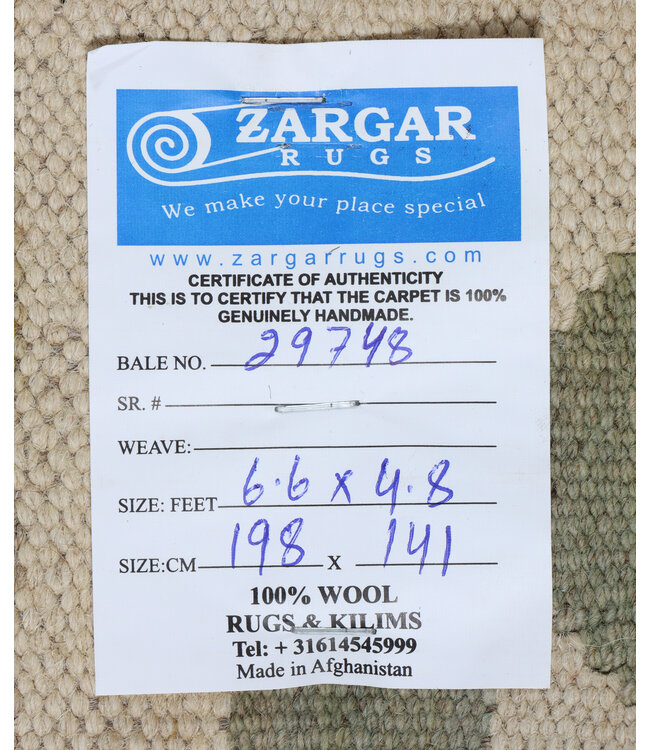 ZARGAR
RUGS
We make your place special
www.zargarrugs.com
CERTIFICATE OF AUTHENTICITY
THIS IS TO CERTIFY THAT THE CARPET IS 100%
GENUINELY HANDMADE.
BALE NO. 29748
SR. #
WEAVE:
SIZE: FEET 6.6 x 4.8
SIZE:CM 198 X 141
100% WOOL
RUGS & KILIMS
Tel: + 31614545999
Made in Afghanistan